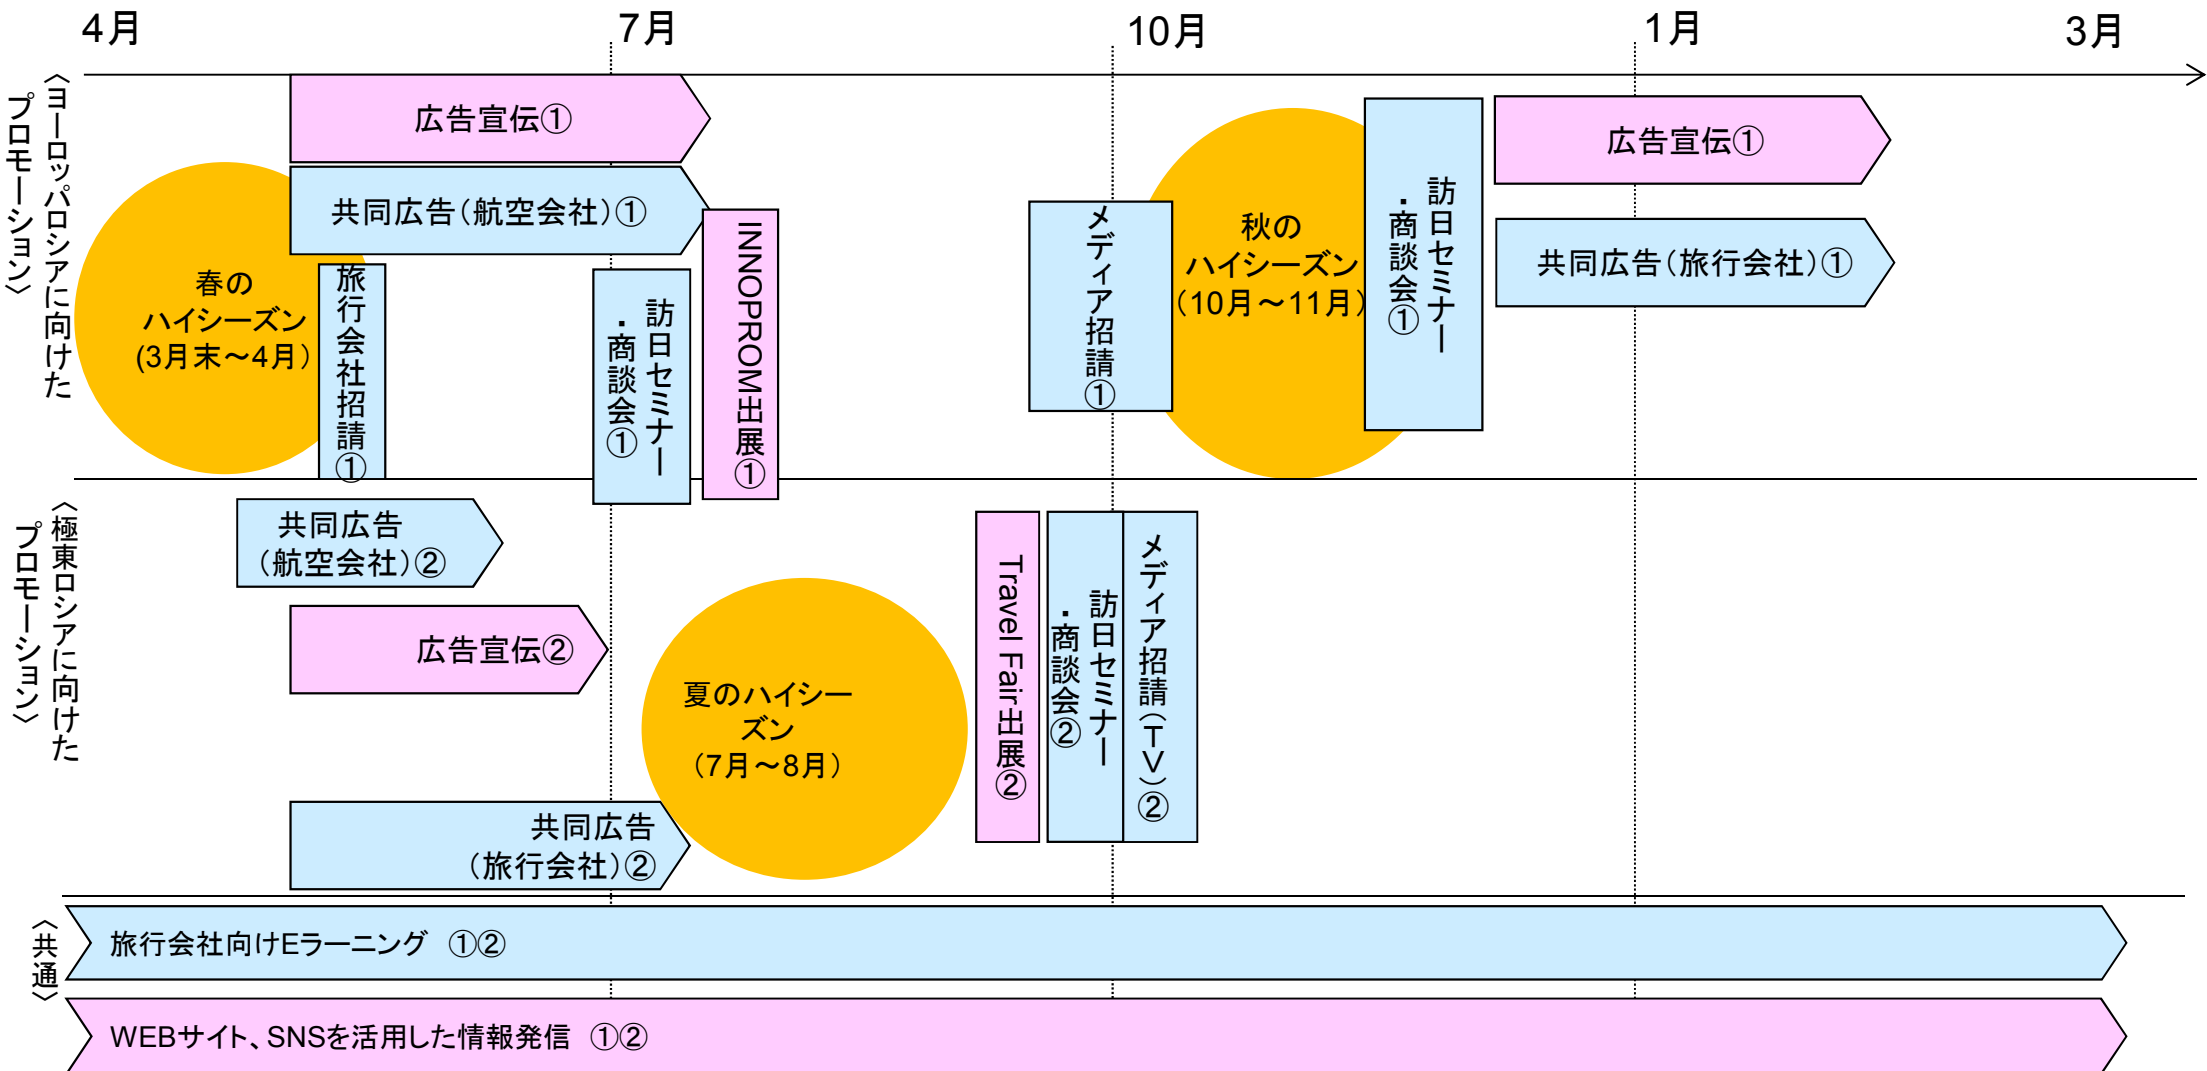 4月
7月
10月
1月
3月
〈ヨーロッパロシアに向けた
プロモーション〉
広告宣伝①
共同広告（航空会社）①
春の
ハイシーズン
(3月末～4月）
旅行会社招請①
訪日セミナー
・商談会①
INNOPROM出展①
メディア招請①
秋の
ハイシーズン
（10月～11月）
訪日セミナー
・商談会①
広告宣伝①
共同広告（旅行会社）①
〈極東ロシアに向けた
プロモーション〉
共同広告
（航空会社）②
広告宣伝②
共同広告
（旅行会社）②
夏のハイシー
ズン
（7月～8月）
Travel Fair出展②
訪日セミナー
・商談会②
メディア招請（TV）②
〈共通〉
旅行会社向けEラーニング　①②
WEBサイト、SNSを活用した情報発信　①②